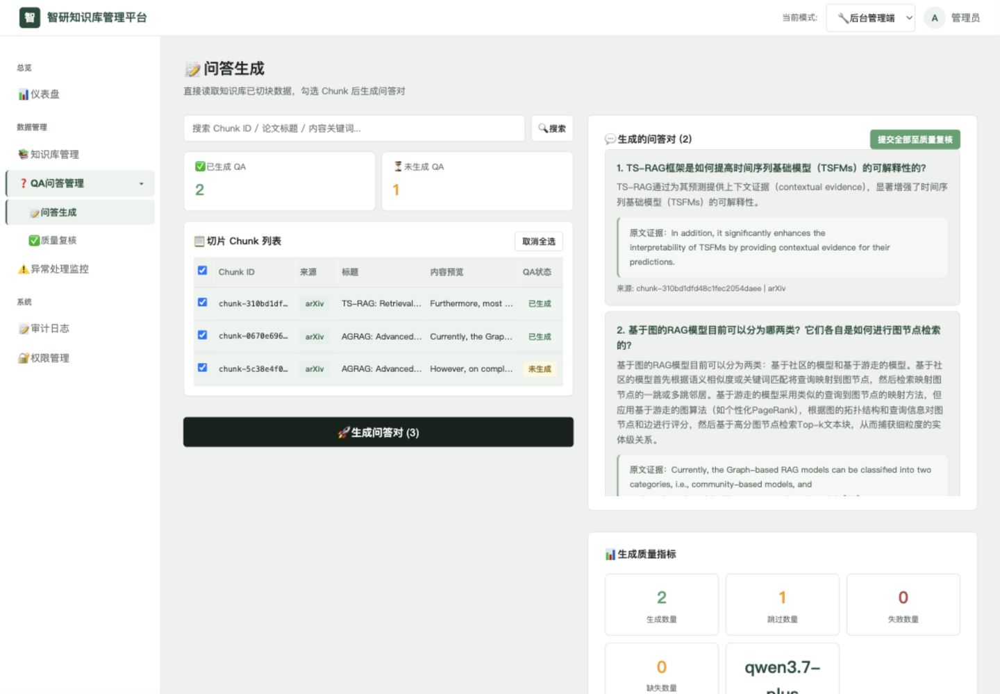 智 智研知识库管理平台
当前模式: 🔧后台管理端 A 管理员
总览
📊仪表盘
数据管理
📚知识库管理
❓QA问答管理
📝问答生成
✅质量复核
⚠️异常处理监控
系统
📝审计日志
🔐权限管理
📝问答生成
直接读取知识库已切块数据，勾选 Chunk 后生成问答对
搜索 Chunk ID / 论文标题 / 内容关键词...
🔍搜索
✅已生成 QA
2
⏳未生成 QA
1
📋切片 Chunk 列表
取消全选
Chunk ID 来源 标题 内容预览 QA状态
chunk-310bd1df... arXiv TS-RAG: Retrieval... Furthermore, most ... 已生成
chunk-0670e696... arXiv AGRAG: Advanced... Currently, the Grap... 已生成
chunk-5c38e4f0... arXiv AGRAG: Advanced... However, on compl... 未生成
🚀生成问答对 (3)
💬生成的问答对 (2)
提交全部至质量复核
1. TS-RAG框架是如何提高时间序列基础模型（TSFMs）的可解释性的?
TS-RAG通过为其预测提供上下文证据（contextual evidence），显著增强了时间序
列基础模型（TSFMs）的可解释性。
原文证据：In addition, it significantly enhances the
interpretability of TSFMs by providing contextual evidence for their
predictions.
来源: chunk-310bd1dfd48c1fec2054daee | arXiv
2. 基于图的RAG模型目前可以分为哪两类？它们各自是如何进行图节点检索
的?
基于图的RAG模型目前可以分为两类：基于社区的模型和基于游走的模型。基于社
区的模型首先根据语义相似度或关键词匹配将查询映射到图节点，然后检索映射图
节点的一跳或多跳邻居。基于游走的模型采用类似的查询到图节点的映射方法，但
应用基于游走的图算法（如个性化PageRank），根据图的拓扑结构和查询信息对图
节点和边进行评分，然后基于高分图节点检索Top-k文本块，从而捕获细粒度的实
体级关系。
原文证据：Currently, the Graph-based RAG models can be classified into two
categories, i.e., community-based models, and
📊生成质量指标
2
生成数量
1
跳过数量
0
失败数量
0
缺失数量
qwen3.7-
plus